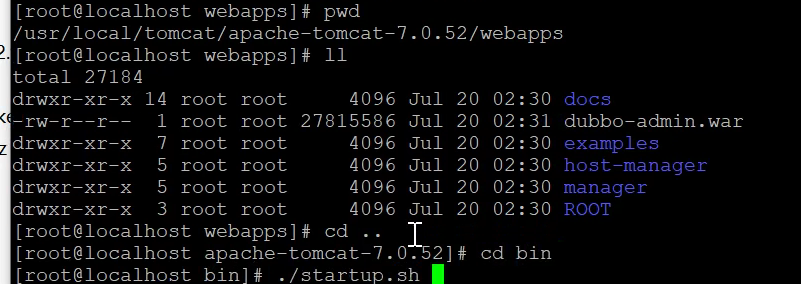 [root@localhost webapps]# pwd
/usr/local/tomcat/apache-tomcat-7.0.52/webapps
[root@localhost webapps]# ll
total 27184
drwxr-xr-x 14 root root     4096 Jul 20 02:30 docs
-rw-r--r--  1 root root 27815586 Jul 20 02:31 dubbo-admin.war
drwxr-xr-x  7 root root     4096 Jul 20 02:30 examples
drwxr-xr-x  5 root root     4096 Jul 20 02:30 host-manager
drwxr-xr-x  5 root root     4096 Jul 20 02:30 manager
drwxr-xr-x  3 root root     4096 Jul 20 02:30 ROOT
[root@localhost webapps]# cd ..
[root@localhost apache-tomcat-7.0.52]# cd bin
[root@localhost bin]# ./startup.sh